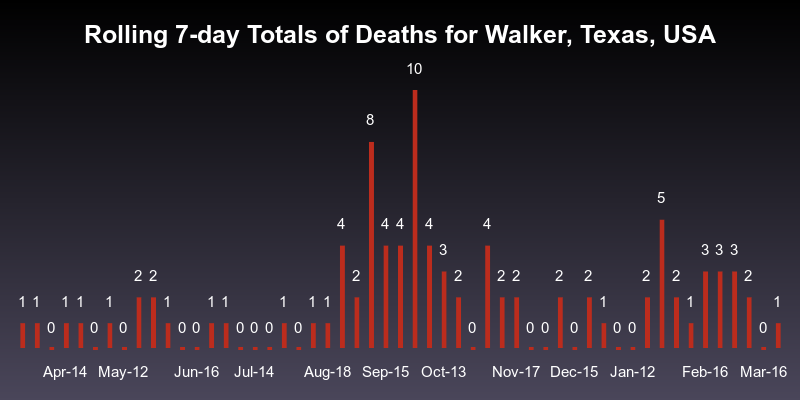 Rolling 7-day Totals of Deaths for Walker, Texas, USA
10
8
5
4 4 4 4 4
3 3 3 3
2 2 2 2 2 2 2 2 2 2 2 2
1 1 1 1 1 1 1 1 1 1 1 1 1 1
0 0 0 0 0 0 0 0 0 0 0 0 0 0 0 0
Apr-14 May-12 Jun-16 Jul-14 Aug-18 Sep-15 Oct-13 Nov-17 Dec-15 Jan-12 Feb-16 Mar-16